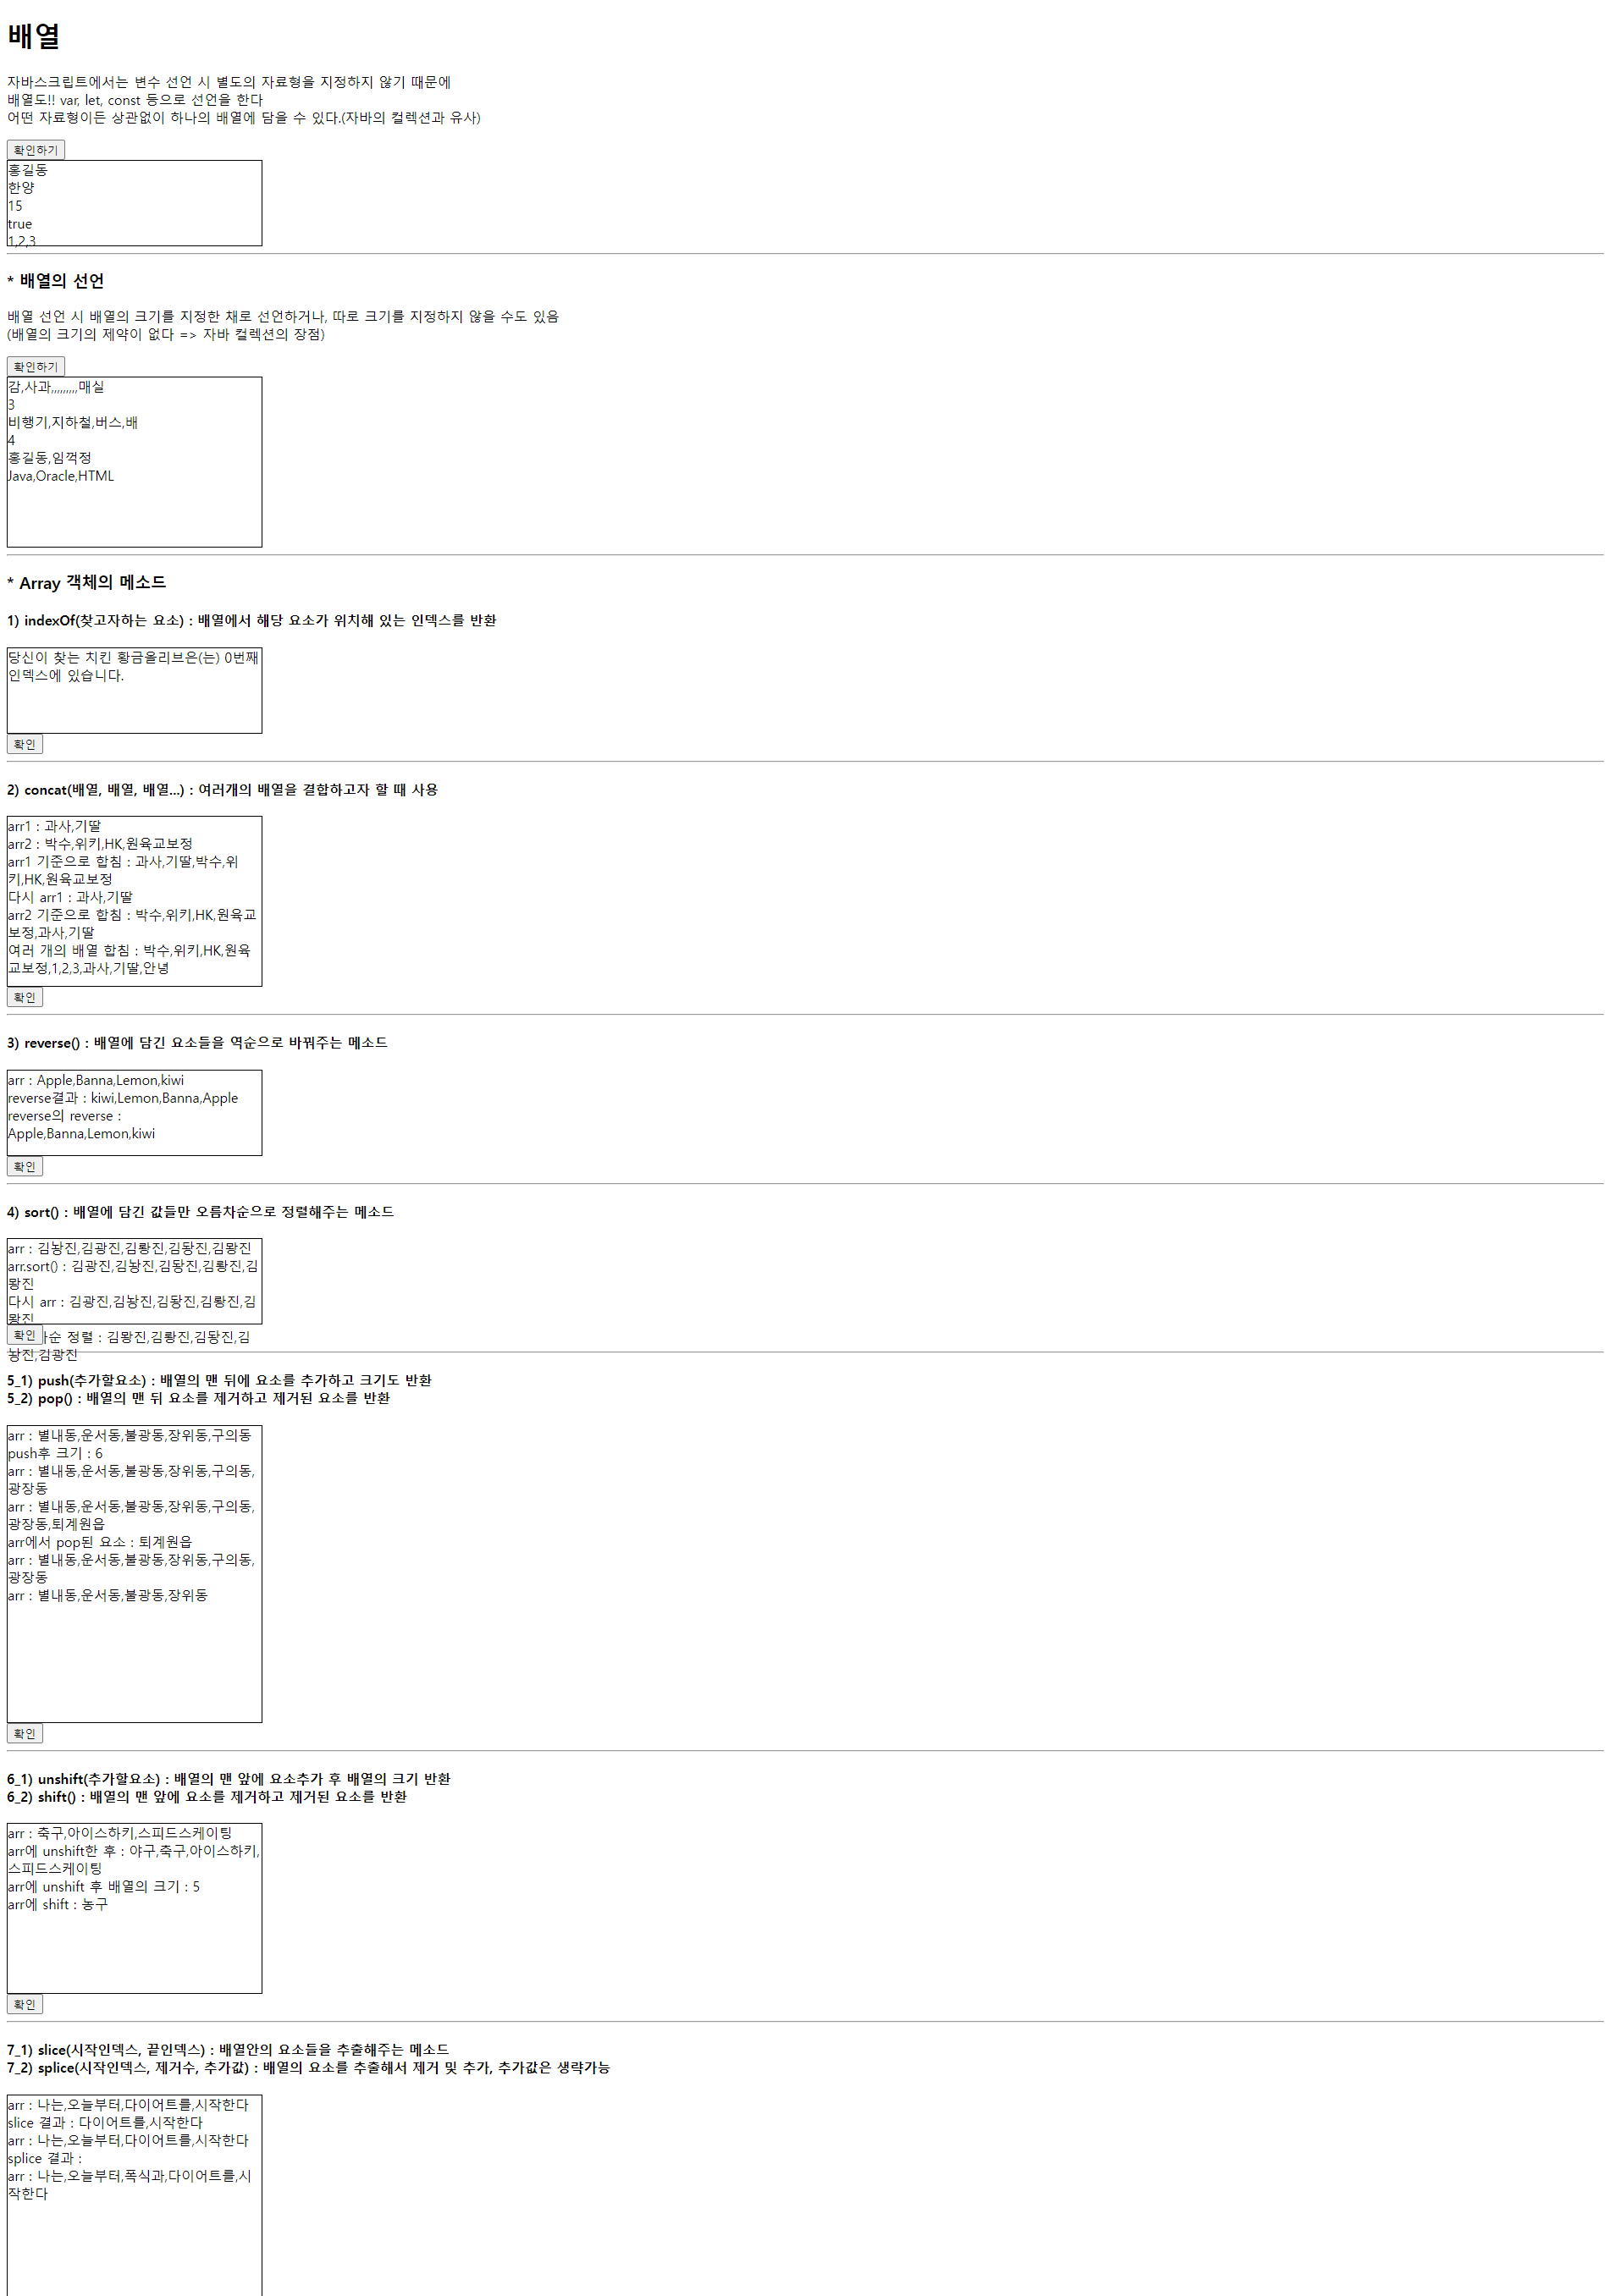 배열
자바스크립트에서는 변수 선언 시 별도의 자료형을 지정하지 않기 때문에
배열도!! var, let, const 등으로 선언을 한다
어떤 자료형이든 상관없이 하나의 배열에 담을 수 있다.(자바의 컬렉션과 유사)
확인하기
홍길동
한양
15
true
1,2,3
* 배열의 선언
배열 선언 시 배열의 크기를 지정한 채로 선언하거나, 따로 크기를 지정하지 않을 수도 있음
(배열의 크기의 제약이 없다 => 자바 컬렉션의 장점)
확인하기
감,사과,,,,,,,,,매실
3
비행기,지하철,버스,배
4
홍길동,임꺽정
Java,Oracle,HTML
* Array 객체의 메소드
1) indexOf(찾고자하는 요소) : 배열에서 해당 요소가 위치해 있는 인덱스를 반환
당신이 찾는 치킨 황금올리브은(는) 0번째
인덱스에 있습니다.
확인
2) concat(배열, 배열, 배열...) : 여러개의 배열을 결합하고자 할 때 사용
arr1 : 과사,기딸
arr2 : 박수,위키,HK,원육교보정
arr1 기준으로 합침 : 과사,기딸,박수,위
키,HK,원육교보정
다시 arr1 : 과사,기딸
arr2 기준으로 합침 : 박수,위키,HK,원육교
보정,과사,기딸
여러 개의 배열 합침 : 박수,위키,HK,원육
교보정,1,2,3,과사,기딸,안녕
확인
3) reverse() : 배열에 담긴 요소들을 역순으로 바꿔주는 메소드
arr : Apple,Banna,Lemon,kiwi
reverse결과 : kiwi,Lemon,Banna,Apple
reverse의 reverse :
Apple,Banna,Lemon,kiwi
확인
4) sort() : 배열에 담긴 값들만 오름차순으로 정렬해주는 메소드
arr : 김놩진,김광진,김뢍진,김돵진,김뫙진
arr.sort() : 김광진,김놩진,김돵진,김뢍진,김
뫙진
다시 arr : 김광진,김놩진,김돵진,김뢍진,김
뫙진
확인 차순 정렬 : 김뫙진,김뢍진,김돵진,김
놩진,김광진
5_1) push(추가할요소) : 배열의 맨 뒤에 요소를 추가하고 크기도 반환
5_2) pop() : 배열의 맨 뒤 요소를 제거하고 제거된 요소를 반환
arr : 별내동,운서동,불광동,장위동,구의동
push후 크기 : 6
arr : 별내동,운서동,불광동,장위동,구의동,
광장동
arr : 별내동,운서동,불광동,장위동,구의동,
광장동,퇴계원읍
arr에서 pop된 요소 : 퇴계원읍
arr : 별내동,운서동,불광동,장위동,구의동,
광장동
arr : 별내동,운서동,불광동,장위동
확인
6_1) unshift(추가할요소) : 배열의 맨 앞에 요소추가 후 배열의 크기 반환
6_2) shift() : 배열의 맨 앞에 요소를 제거하고 제거된 요소를 반환
arr : 축구,아이스하키,스피드스케이팅
arr에 unshift한 후 : 야구,축구,아이스하키,
스피드스케이팅
arr에 unshift 후 배열의 크기 : 5
arr에 shift : 농구
확인
7_1) slice(시작인덱스, 끝인덱스) : 배열안의 요소들을 추출해주는 메소드
7_2) splice(시작인덱스, 제거수, 추가값) : 배열의 요소를 추출해서 제거 및 추가, 추가값은 생략가능
arr : 나는,오늘부터,다이어트를,시작한다
slice 결과 : 다이어트를,시작한다
arr : 나는,오늘부터,다이어트를,시작한다
splice 결과 :
arr : 나는,오늘부터,폭식과,다이어트를,시
작한다